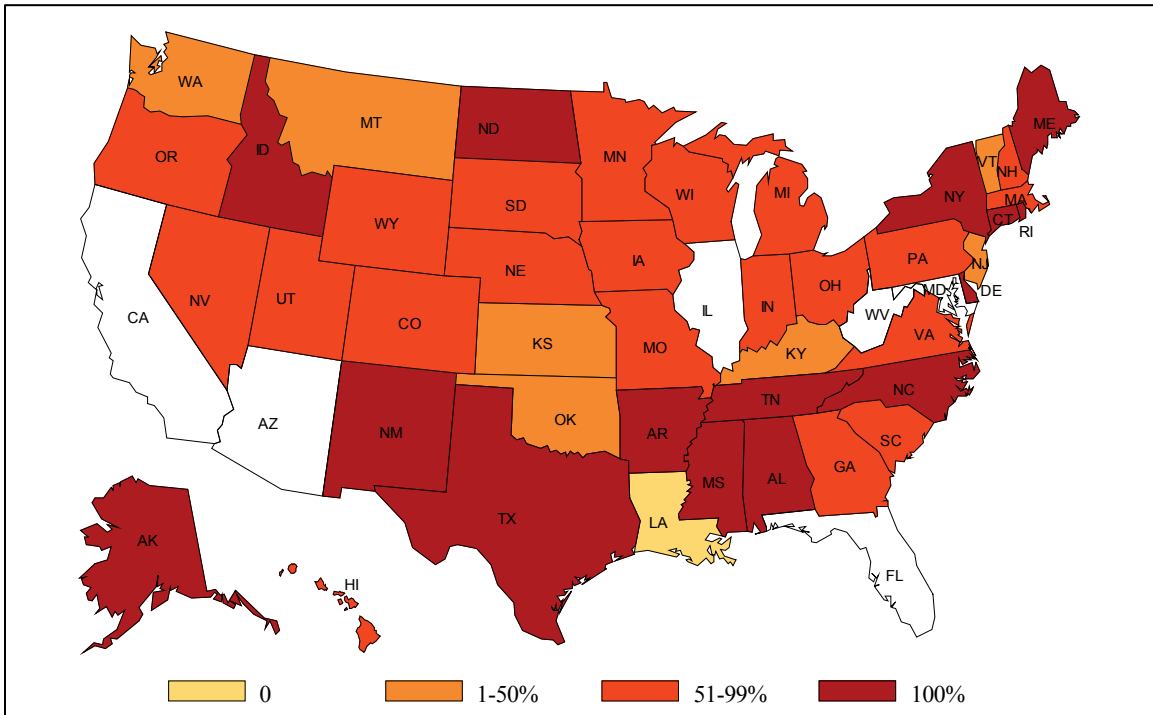 WA
MT
ND
ME
OR
ID
MN
VT
NH
WI
MI
NY
MA
SD
CT
WY
RI
IA
PA
NE
NJ
OH
MD
DE
NV
UT
IL
IN
CA
CO
WV
VA
KS
MO
KY
NC
TN
AZ
OK
NM
AR
SC
GA
MS
AL
TX
LA
AK
FL
HI
0
1-50%
51-99%
100%